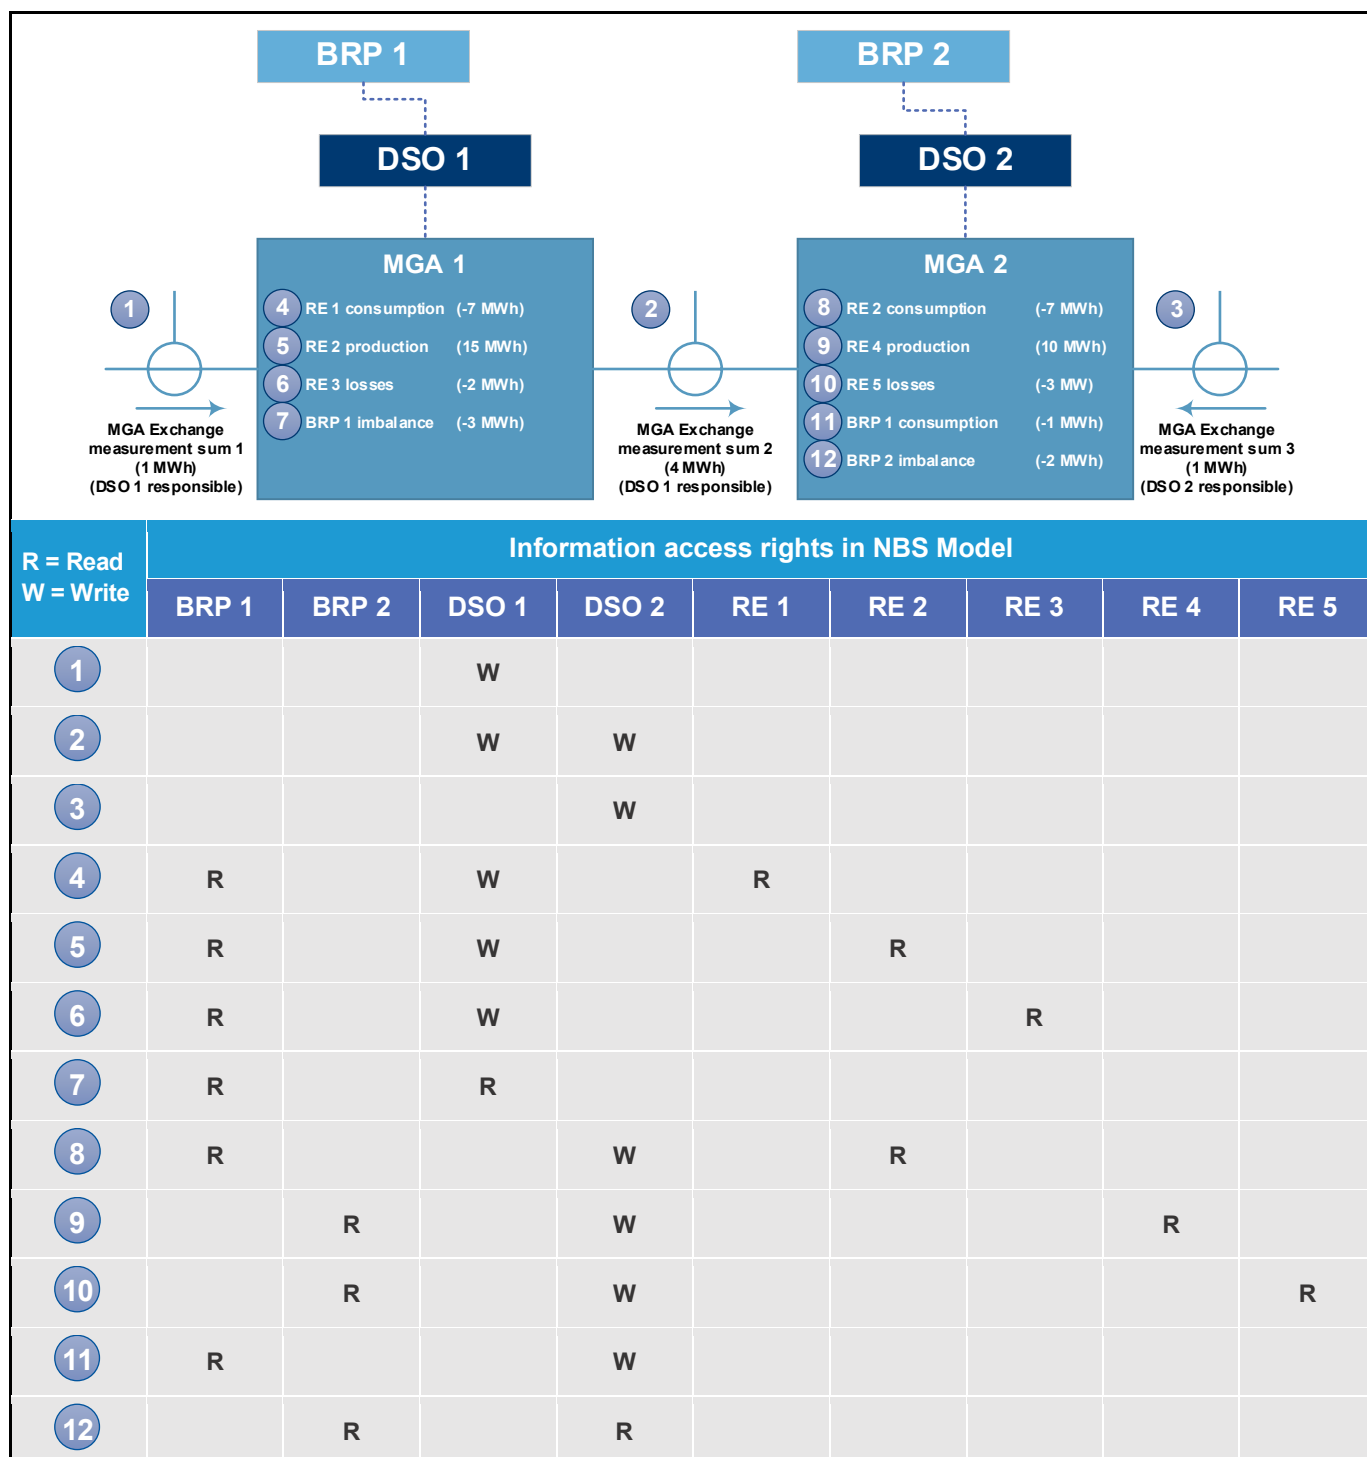 BRP 1
BRP 2
DSO 1
DSO 2
MGA 1
4 RE 1 consumption (-7 MWh)
5 RE 2 production (15 MWh)
6 RE 3 losses (-2 MWh)
7 BRP 1 imbalance (-3 MWh)
MGA 2
8 RE 2 consumption (-7 MWh)
9 RE 4 production (10 MWh)
10 RE 5 losses (-3 MW)
11 BRP 1 consumption (-1 MWh)
12 BRP 2 imbalance (-2 MWh)
1
MGA Exchange
measurement sum 1
(1 MWh)
(DSO 1 responsible)
2
MGA Exchange
measurement sum 2
(4 MWh)
(DSO 1 responsible)
3
MGA Exchange
measurement sum 3
(1 MWh)
(DSO 2 responsible)
R = Read
W = Write
Information access rights in NBS Model
BRP 1 BRP 2 DSO 1 DSO 2 RE 1 RE 2 RE 3 RE 4 RE 5
1 W
2 W W
3 W
4 R W R
5 R W R
6 R W R
7 R R
8 R W R
9 R W R
10 R W R
11 R W
12 R R